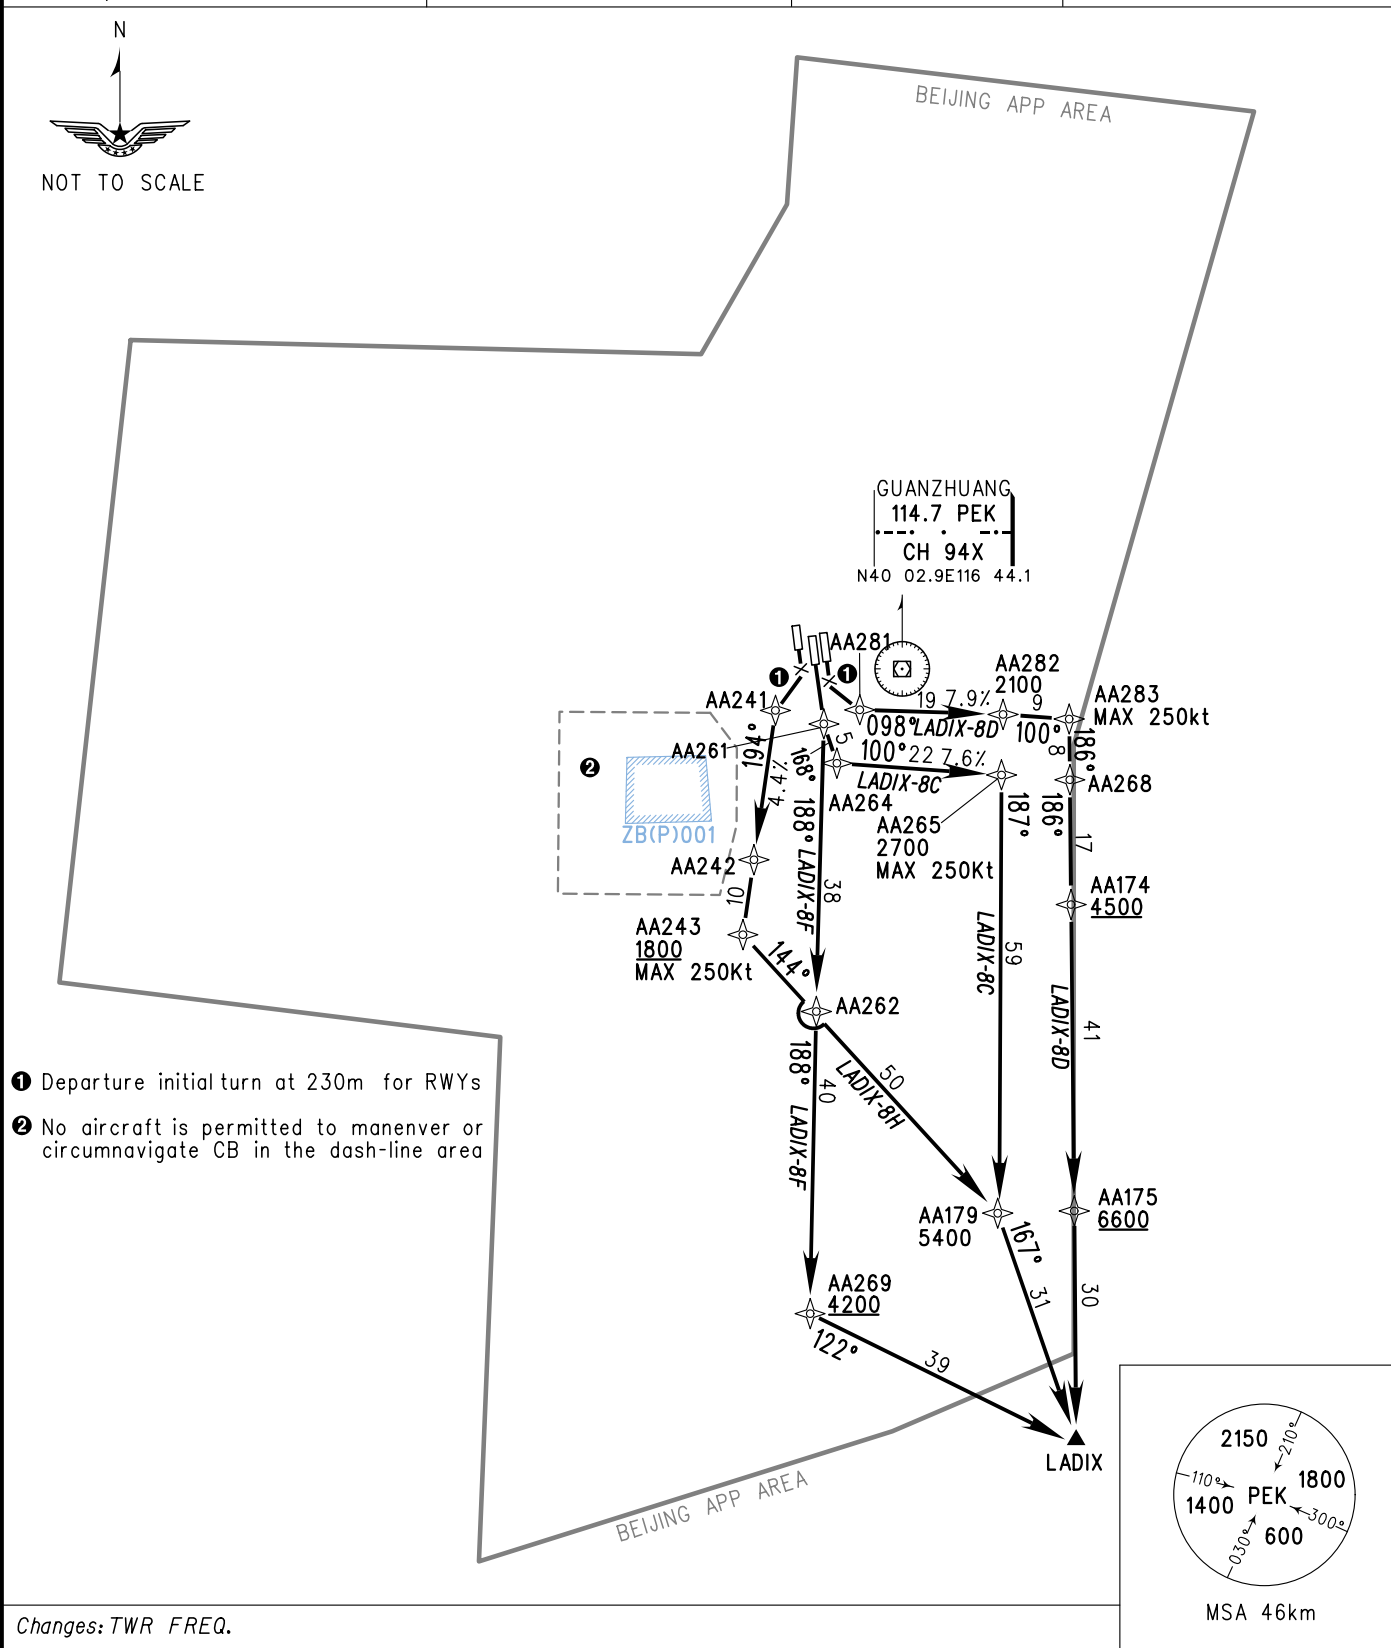 N
NOT TO SCALE
BEIJING APP AREA
GUANZHUANG
114.7 PEK
CH 94X
N40 02.9E116 44.1
AA281
AA282
2100
9
AA283
MAX 250kt
❶
❶
AA241
19 7.9%
098° LADIX-8D
100°
186°
8
AA261
194°
4.4%
5
168°
100° 22 7.6%
LADIX-8C
AA268
❷
ZB(P)001
AA264
AA265
2700
MAX 250Kt
187°
186°
17
188°
LADIX-8F
38
AA242
10
AA174
4500
AA243
1800
MAX 250Kt
144°
LADIX-8C
59
AA262
LADIX-8D
41
188°
40
LADIX-8F
50
LADIX-8H
❶ Departure initial turn at 230m for RWYs
❷ No aircraft is permitted to manenver or
circumnavigate CB in the dash-line area
AA175
6600
AA179
5400
167°
31
30
AA269
4200
122°
39
LADIX
BEIJING APP AREA
2150
210°
110°
1800
1400
PEK
300°
030°
600
MSA 46km
Changes: TWR FREQ.